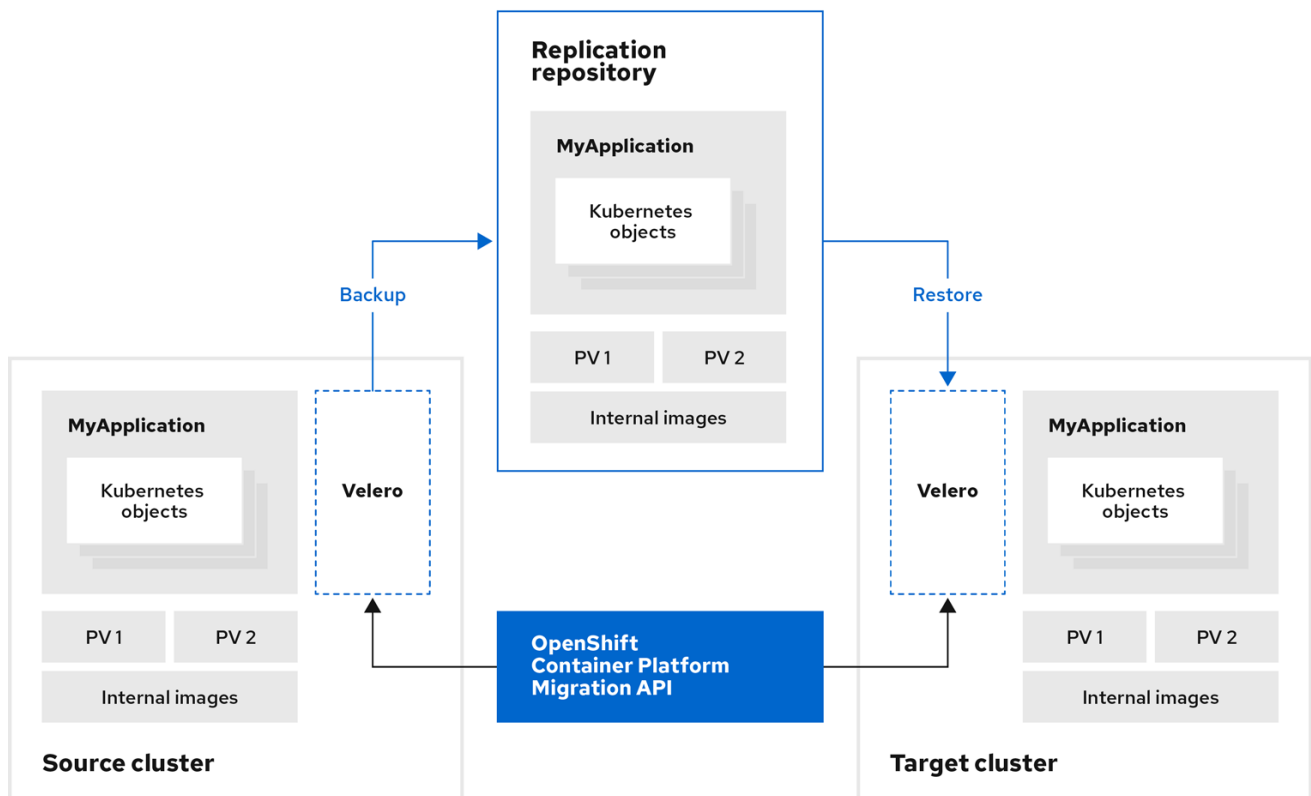 Replication
repository
MyApplication
Kubernetes
objects
PV 1
PV 2
Internal images
Backup
Restore
MyApplication
Kubernetes
objects
Velero
PV 1
PV 2
Internal images
Source cluster
OpenShift
Container Platform
Migration API
Velero
MyApplication
Kubernetes
objects
PV 1
PV 2
Internal images
Target cluster